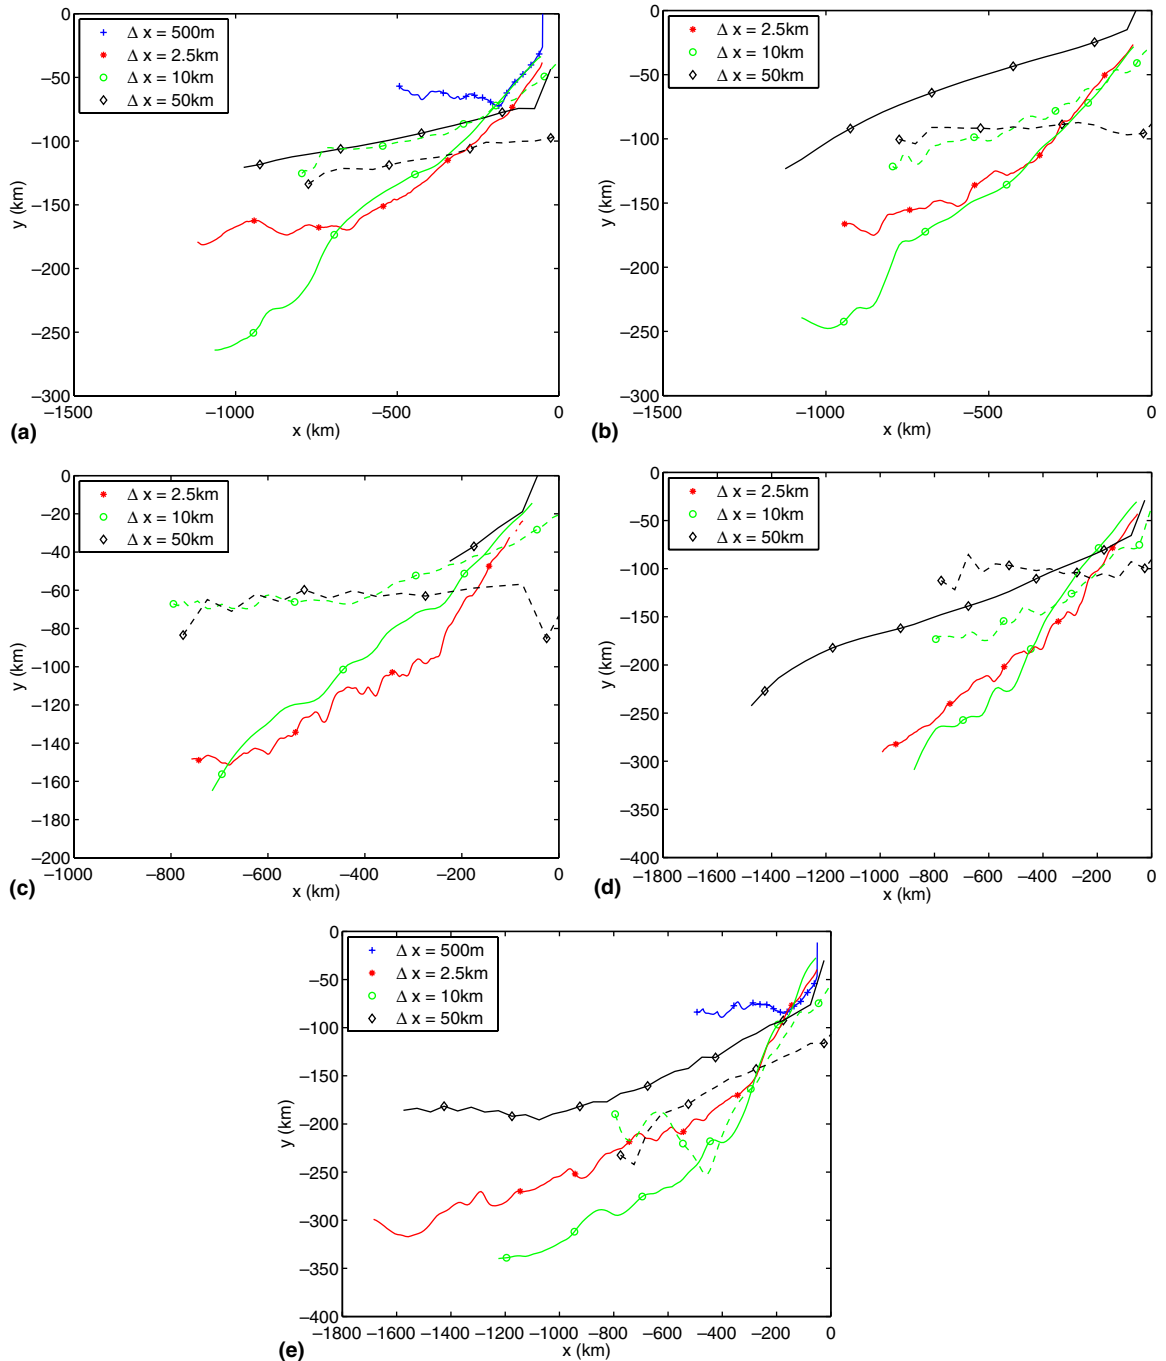 Δ x = 500m
Δ x = 2.5km
Δ x = 10km
Δ x = 50km
0
−50
−100
−150
−200
−250
−300
y (km)
−1500
−1000
−500
0
x (km)
(a)
Δ x = 2.5km
Δ x = 10km
Δ x = 50km
0
−50
−100
−150
−200
−250
−300
y (km)
−1500
−1000
−500
0
x (km)
(b)
Δ x = 2.5km
Δ x = 10km
Δ x = 50km
0
−20
−40
−60
−80
−100
−120
−140
−160
−180
−200
y (km)
−1000
−800
−600
−400
−200
0
x (km)
(c)
Δ x = 2.5km
Δ x = 10km
Δ x = 50km
0
−50
−100
−150
−200
−250
−300
−350
−400
y (km)
−1800
−1600
−1400
−1200
−1000
−800
−600
−400
−200
0
x (km)
(d)
Δ x = 500m
Δ x = 2.5km
Δ x = 10km
Δ x = 50km
0
−50
−100
−150
−200
−250
−300
−350
−400
y (km)
−1800
−1600
−1400
−1200
−1000
−800
−600
−400
−200
0
x (km)
(e)